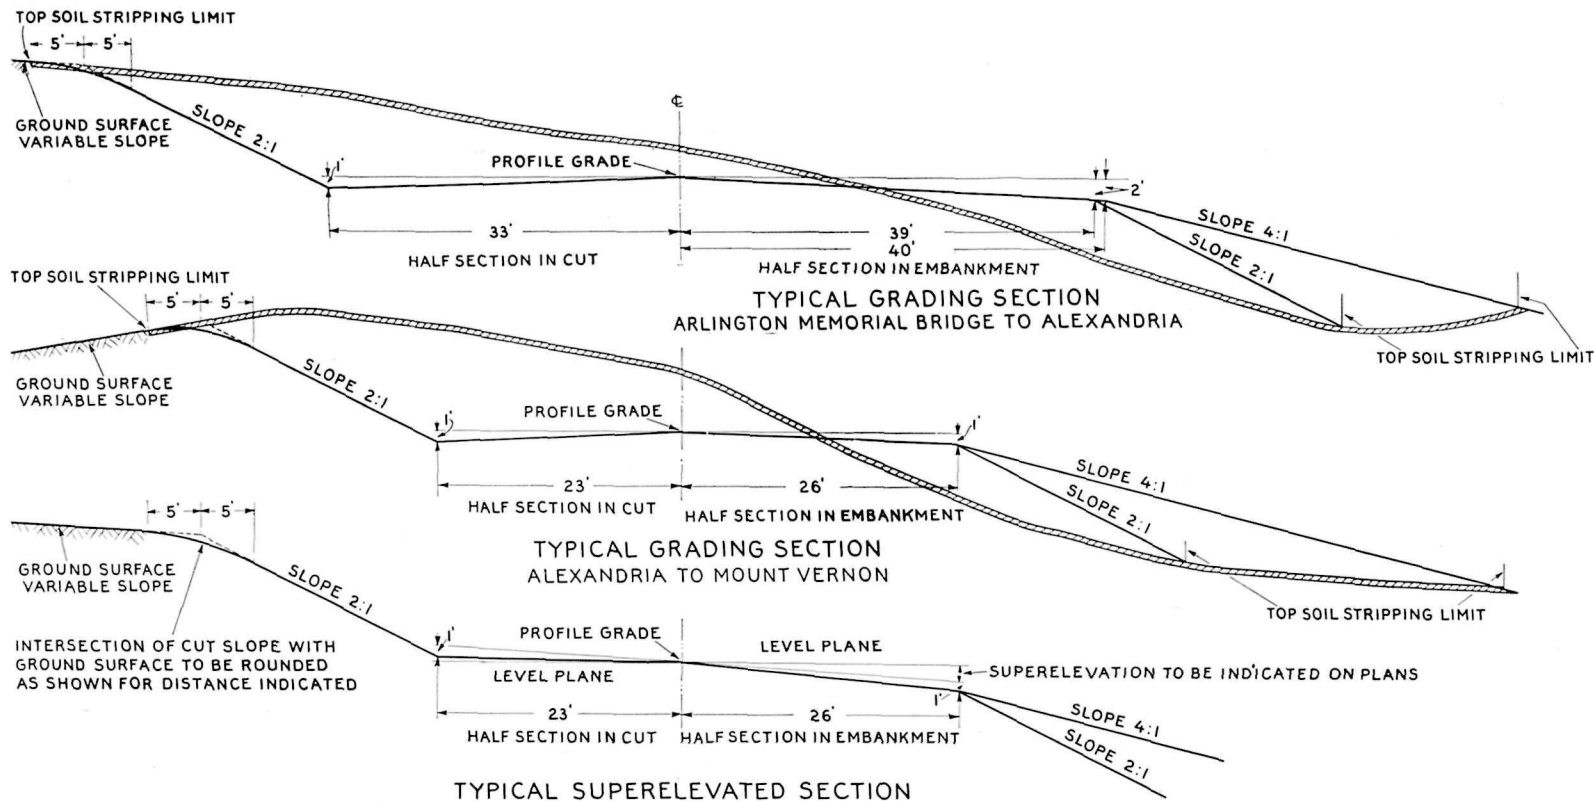 TOP SOIL STRIPPING LIMIT
5' 5'
GROUND SURFACE
VARIABLE SLOPE
SLOPE 2:1
℄
1'
PROFILE GRADE
2'
33'
39'
40'
HALF SECTION IN CUT
HALF SECTION IN EMBANKMENT
SLOPE 4:1
SLOPE 2:1
TOP SOIL STRIPPING LIMIT
TYPICAL GRADING SECTION
ARLINGTON MEMORIAL BRIDGE TO ALEXANDRIA
TOP SOIL STRIPPING LIMIT
5' 5'
GROUND SURFACE
VARIABLE SLOPE
SLOPE 2:1
1'
PROFILE GRADE
1'
23'
26'
HALF SECTION IN CUT
HALF SECTION IN EMBANKMENT
SLOPE 4:1
SLOPE 2:1
TOP SOIL STRIPPING LIMIT
TYPICAL GRADING SECTION
ALEXANDRIA TO MOUNT VERNON
5' 5'
GROUND SURFACE
VARIABLE SLOPE
SLOPE 2:1
INTERSECTION OF CUT SLOPE WITH
GROUND SURFACE TO BE ROUNDED
AS SHOWN FOR DISTANCE INDICATED
1'
PROFILE GRADE
LEVEL PLANE
LEVEL PLANE
SUPERELEVATION TO BE INDICATED ON PLANS
1'
23'
26'
HALF SECTION IN CUT
HALF SECTION IN EMBANKMENT
SLOPE 4:1
SLOPE 2:1
TYPICAL SUPERELEVATED SECTION